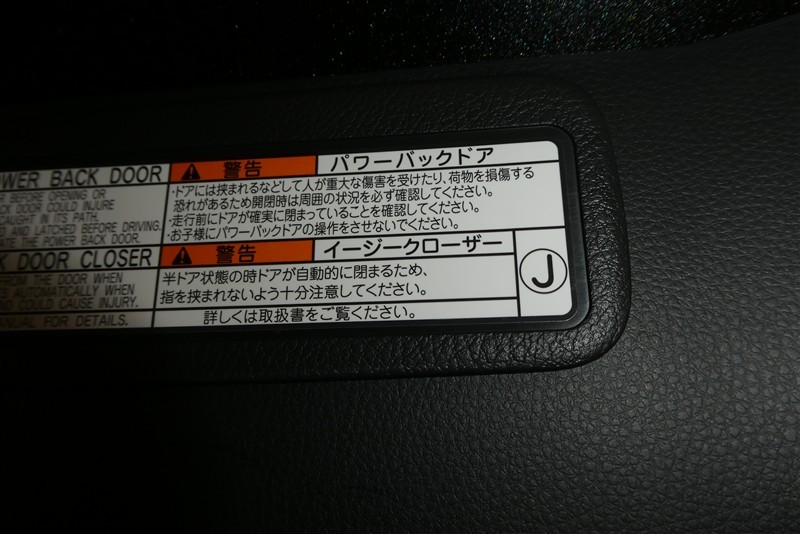 WER BACK DOOR
BEFORE OPENING OR
CK DOOR COULD INJURE
CAUGHT IN ITS PATH.
ED AND LATCHED BEFORE DRIVING.
ATE THE POWER BACK DOOR.
警告 パワーバックドア
・ドアには挟まれるなどして人が重大な傷害を受けたり、荷物を損傷する
恐れがあるため開閉時は周囲の状況を必ず確認してください。
・走行前にドアが確実に閉まっていることを確認してください。
・お子様にパワーバックドアの操作をさせないでください。
K DOOR CLOSER
FROM THE DOOR WHEN
AUTOMATICALLY WHEN
COULD CAUSE INJURY.
警告 イージークローザー
半ドア状態の時ドアが自動的に閉まるため、
指を挟まれないよう十分注意してください。
J
MANUAL FOR DETAILS.
詳しくは取扱書をご覧ください。